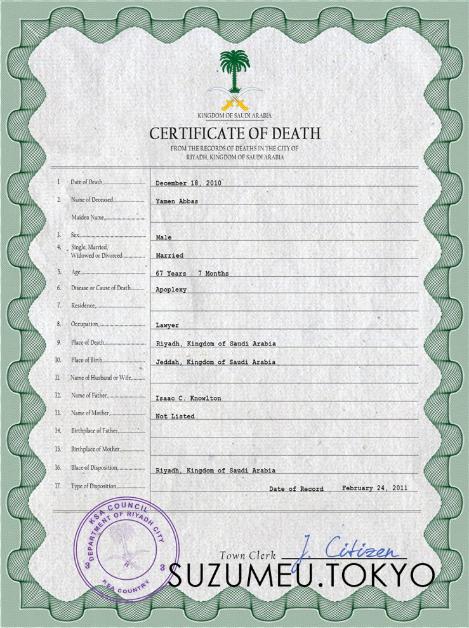 KINGDOM OF SAUDI ARABIA
CERTIFICATE OF DEATH
FROM THE RECORDS OF DEATHS IN THE CITY OF
RIYADH, KINGDOM OF SAUDI ARABIA
1. Date of Death December 18, 2010
2. Name of Deceased Yamen Abbas
Maiden Name
3. Sex Male
4. Single, Married,
Widowed or Divorced Married
5. Age 67 Years 7 Months
6. Disease or Cause of Death Apoplexy
7. Residence
8. Occupation Lawyer
9. Place of Death Riyadh, Kingdom of Saudi Arabia
10. Place of Birth Jeddah, Kingdom of Saudi Arabia
11. Name of Husband or Wife
12. Name of Father Isaac C. Knowlton
13. Name of Mother Not Listed
14. Birthplace of Father
15. Birthplace of Mother
16. Place of Disposition Riyadh, Kingdom of Saudi Arabia
17. Type of Disposition Date of Record February 24, 2011
KSA COUNCIL
DEPARTMENT OF RIYADH CITY
KSA COUNTRY
Town Clerk J. Citizen
SUZUMEU.TOKYO